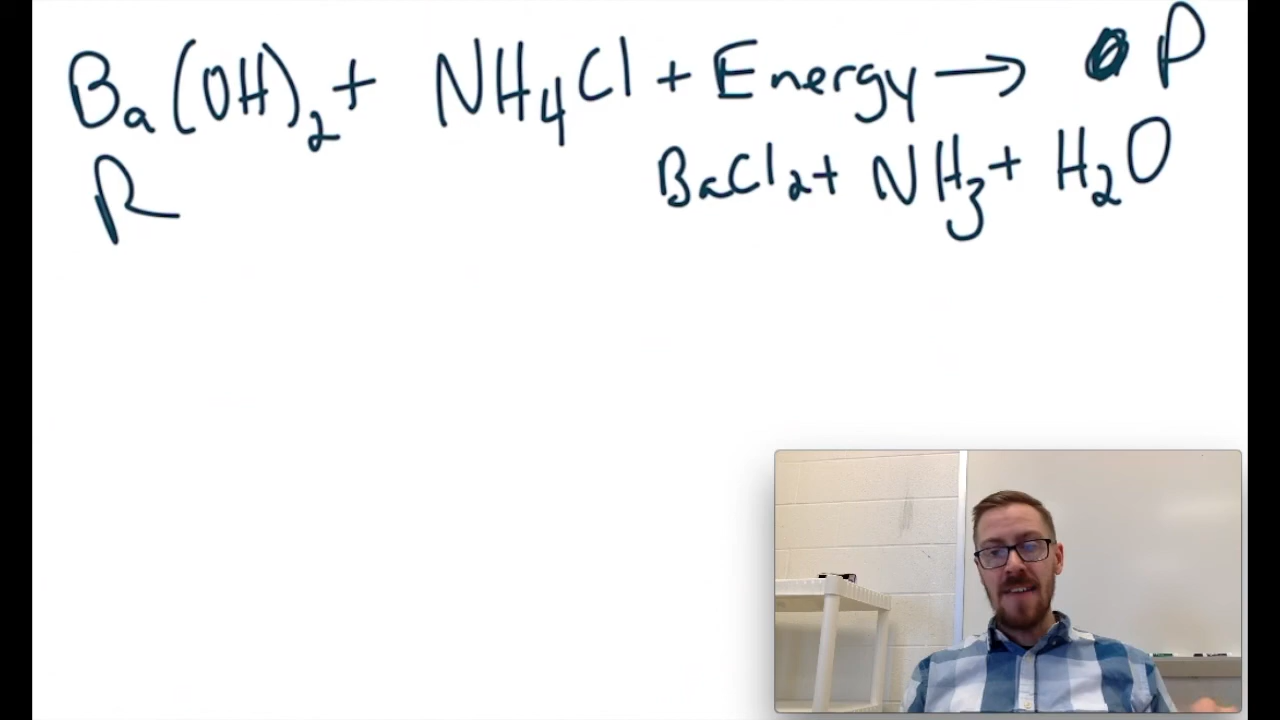 Ba(OH)₂ + NH₄Cl + Energy → P
R BaCl₂ + NH₃ + H₂O